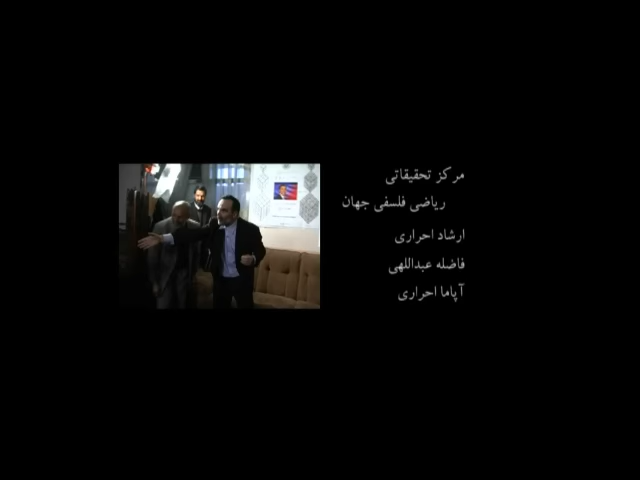 مرکز تحقیقاتی
ریاضی فلسفی جهان
ارشاد احراری
فاضله عبداللهی
آپاما احراری